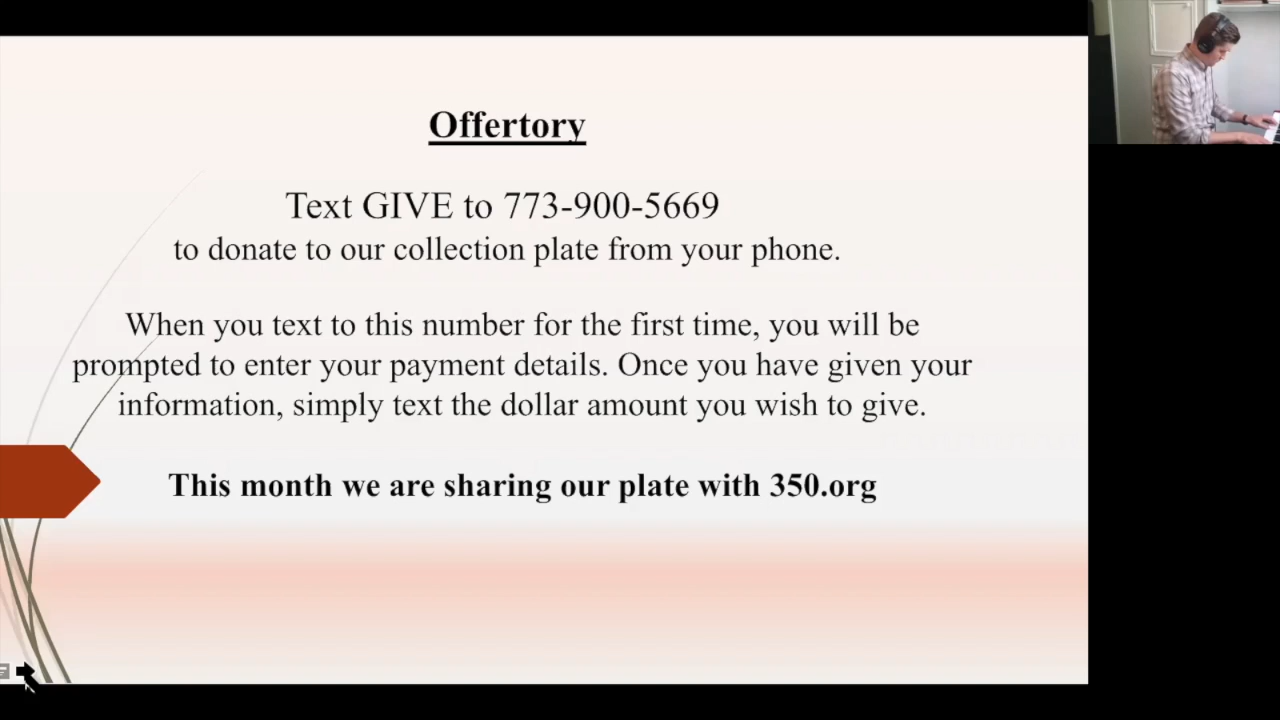 Offertory
Text GIVE to 773-900-5669
to donate to our collection plate from your phone.
When you text to this number for the first time, you will be
prompted to enter your payment details. Once you have given your
information, simply text the dollar amount you wish to give.
This month we are sharing our plate with 350.org